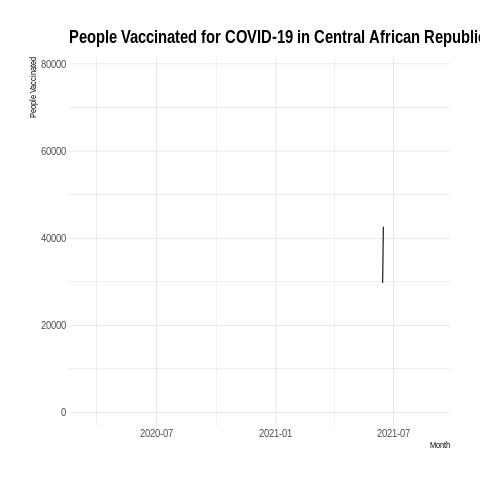 People Vaccinated for COVID-19 in Central African Republi
People Vaccinated
80000
60000
40000
20000
0
2020-07 2021-01 2021-07
Month